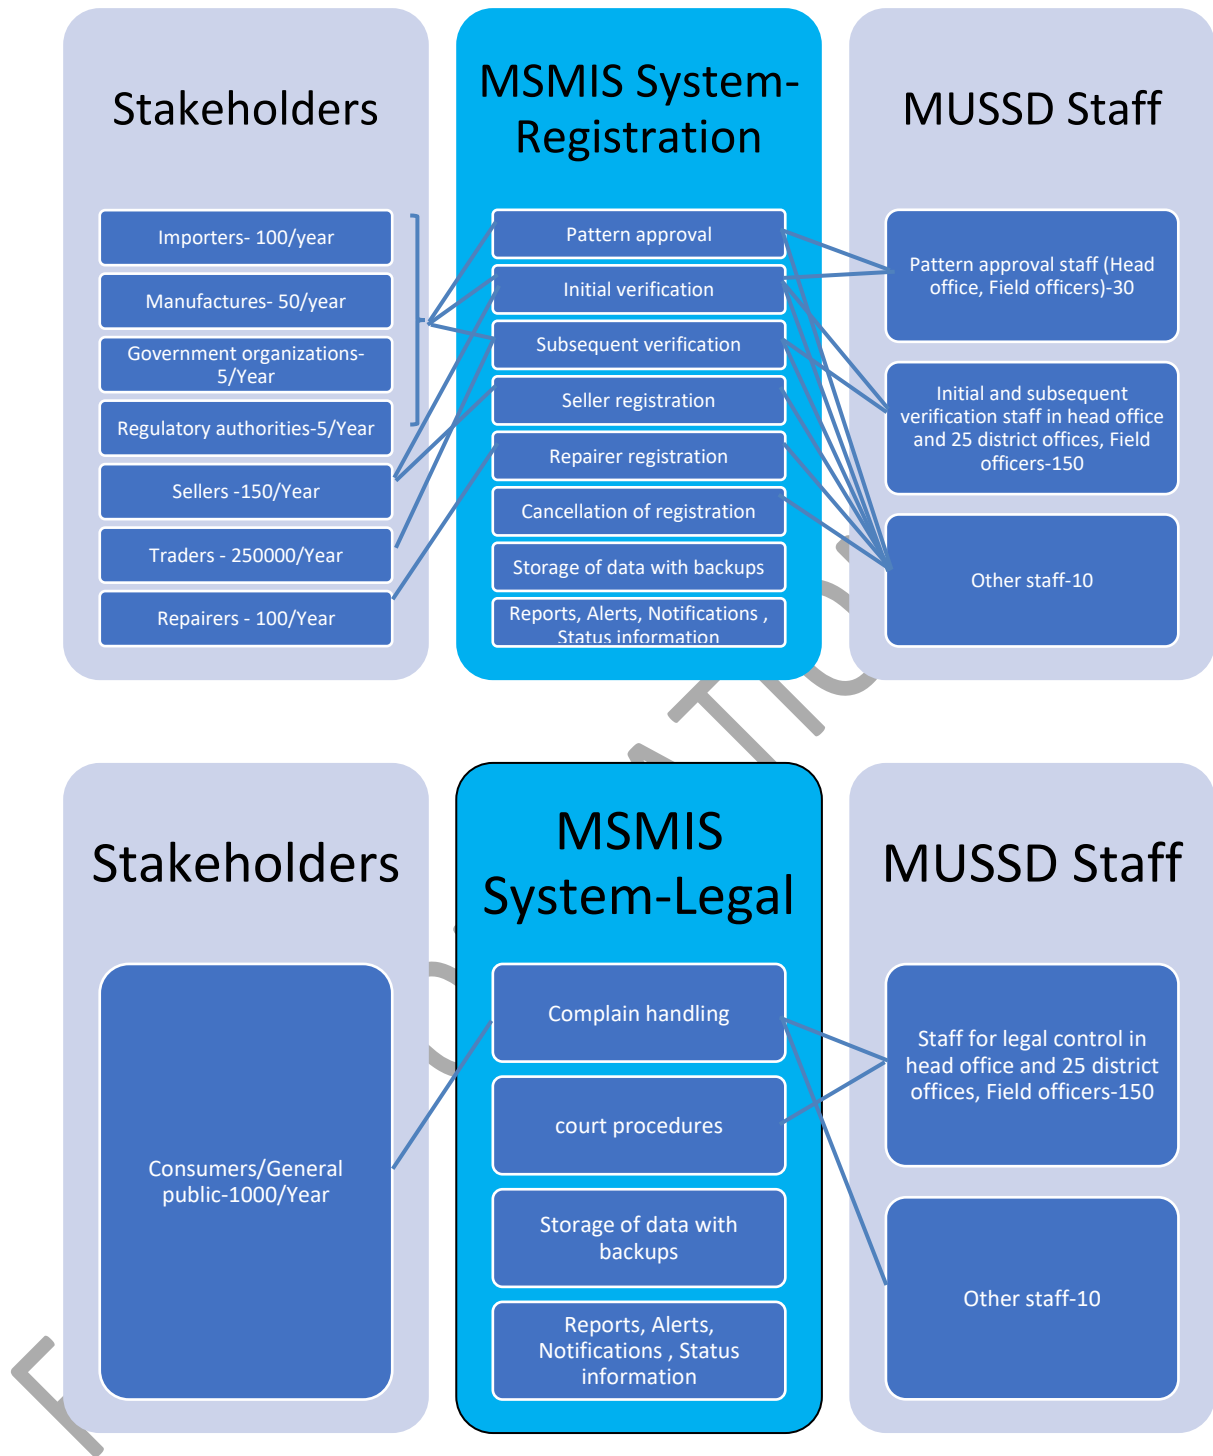 Stakeholders
Importers- 100/year
Manufactures- 50/year
Government organizations-
5/Year
Regulatory authorities-5/Year
Sellers -150/Year
Traders - 250000/Year
Repairers - 100/Year
MSMIS System-
Registration
Pattern approval
Initial verification
Subsequent verification
Seller registration
Repairer registration
Cancellation of registration
Storage of data with backups
Reports, Alerts, Notifications ,
Status information
MUSSD Staff
Pattern approval staff (Head
office, Field officers)-30
Initial and subsequent
verification staff in head office
and 25 district offices, Field
officers-150
Other staff-10
Stakeholders
Consumers/General
public-1000/Year
MSMIS
System-Legal
Complain handling
court procedures
Storage of data with
backups
Reports, Alerts,
Notifications , Status
information
MUSSD Staff
Staff for legal control in
head office and 25 district
offices, Field officers-150
Other staff-10